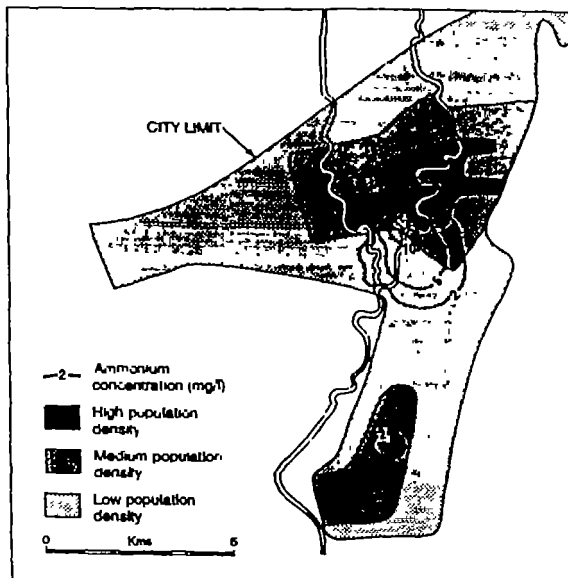 CITY LIMIT
—2— Ammonium
concentration (mg/l)
High population
density
Medium population
density
Low population
density
0 Kms 5